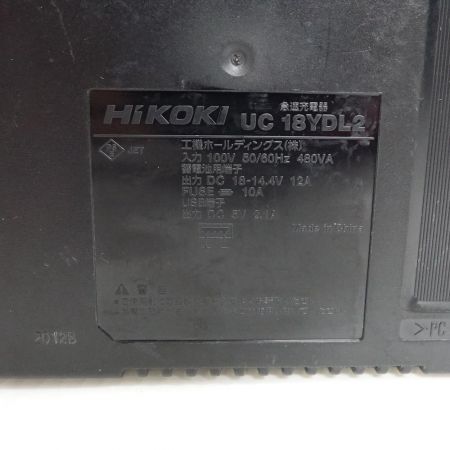 急速充電器
HiKOKI UC 18YDL2
JET 工機ホールディングス(株)
入力 100V 50/60Hz 480VA
蓄電池用端子
出力 DC 18-14.4V 12A
FUSE 10A
USB端子
出力 DC 5V 2.1A
Made in China
⚠ 警告
>PC